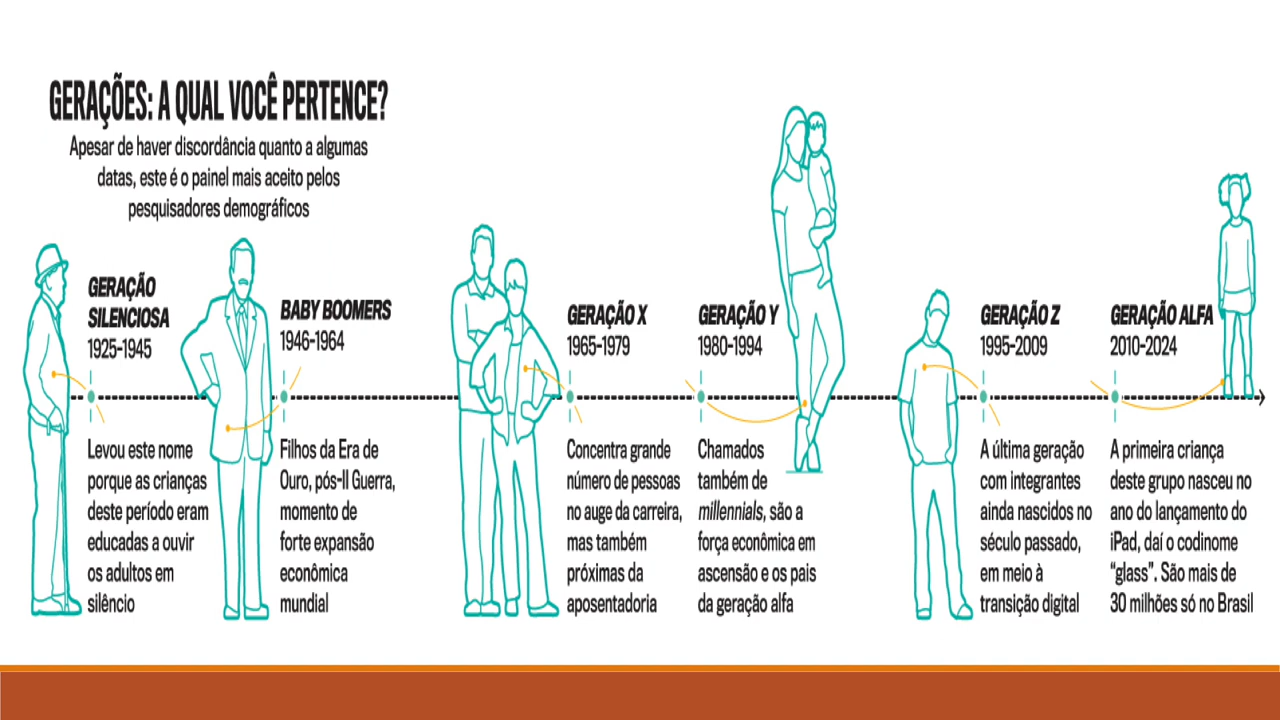 GERAÇÕES: A QUAL VOCÊ PERTENCE?
Apesar de haver discordância quanto a algumas
datas, este é o painel mais aceito pelos
pesquisadores demográficos
GERAÇÃO
SILENCIOSA
1925-1945
Levou este nome
porque as crianças
deste período eram
educadas a ouvir
os adultos em
silêncio
BABY BOOMERS
1946-1964
Filhos da Era de
Ouro, pós-II Guerra,
momento de
forte expansão
econômica
mundial
GERAÇÃO X
1965-1979
Concentra grande
número de pessoas
no auge da carreira,
mas também
próximas da
aposentadoria
GERAÇÃO Y
1980-1994
Chamados
também de
millennials, são a
força econômica em
ascensão e os pais
da geração alfa
GERAÇÃO Z
1995-2009
A última geração
com integrantes
ainda nascidos no
século passado,
em meio à
transição digital
GERAÇÃO ALFA
2010-2024
A primeira criança
deste grupo nasceu no
ano do lançamento do
iPad, daí o codinome
“glass”. São mais de
30 milhões só no Brasil